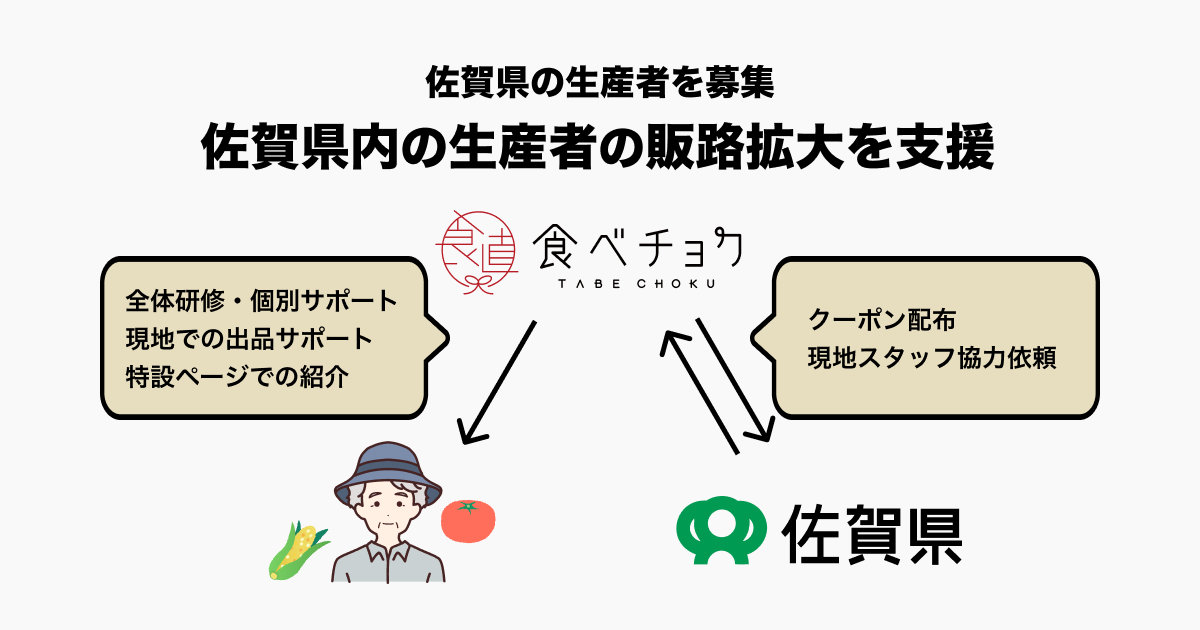 佐賀県の生産者を募集
佐賀県内の生産者の販路拡大を支援
食直
食べチョク
TABE CHOKU
全体研修・個別サポート
現地での出品サポート
特設ページでの紹介
クーポン配布
現地スタッフ協力依頼
佐賀県